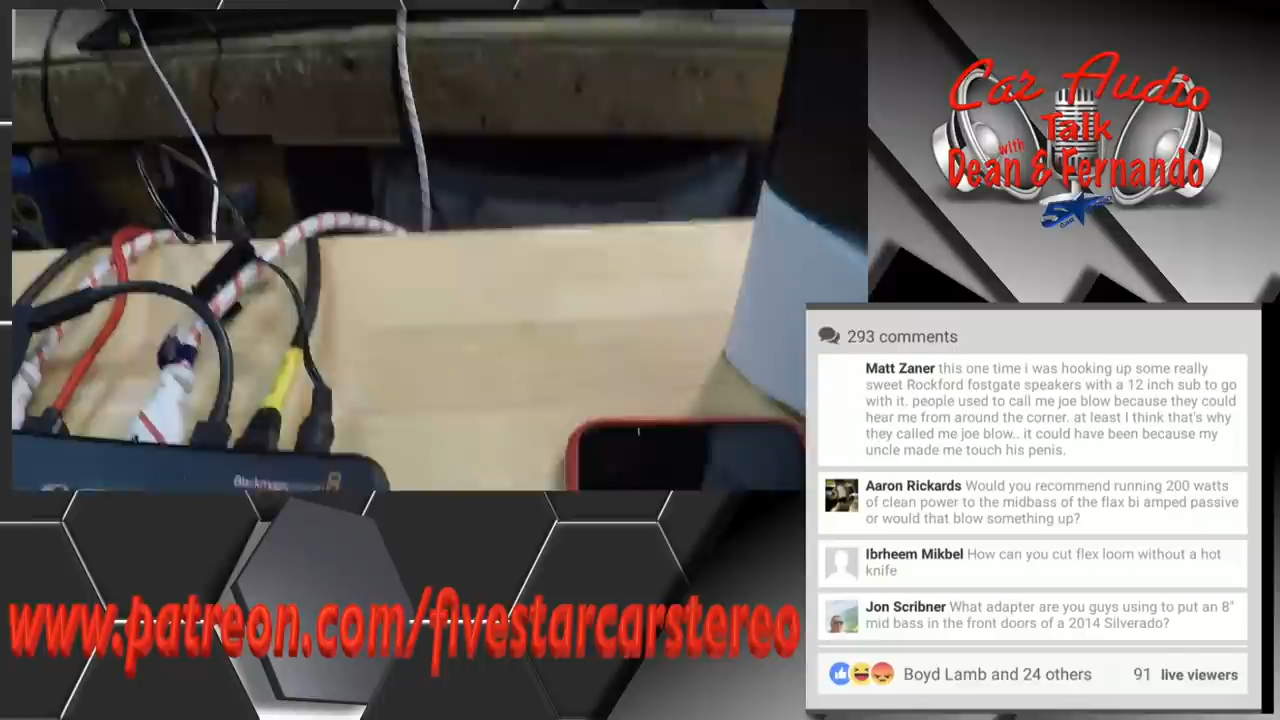 Car Audio
Talk
with
Dean & Fernando
293 comments
Matt Zaner this one time i was hooking up some really
sweet Rockford fostgate speakers with a 12 inch sub to go
with it. people used to call me joe blow because they could
hear me from around the corner. at least I think that's why
they called me joe blow.. it could have been because my
uncle made me touch his penis.
Aaron Rickards Would you recommend running 200 watts
of clean power to the midbass of the flax bi amped passive
or would that blow something up?
Ibrheem Mikbel How can you cut flex loom without a hot
knife
Jon Scribner What adapter are you guys using to put an 8"
mid bass in the front doors of a 2014 Silverado?
Boyd Lamb and 24 others 91 live viewers
www.patreon.com/fivestarcarstereo